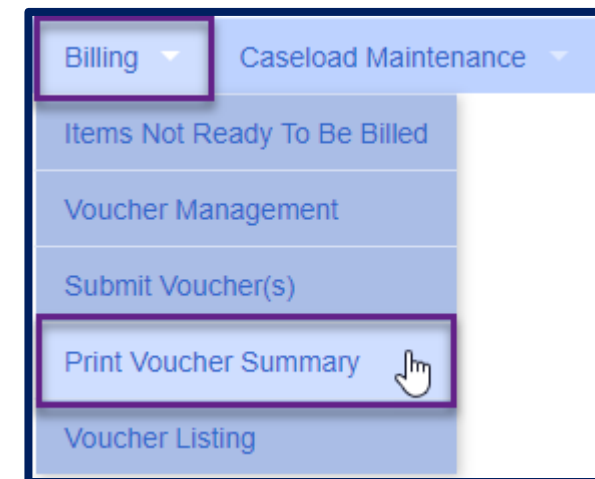 Billing Caseload Maintenance
Items Not Ready To Be Billed
Voucher Management
Submit Voucher(s)
Print Voucher Summary
Voucher Listing